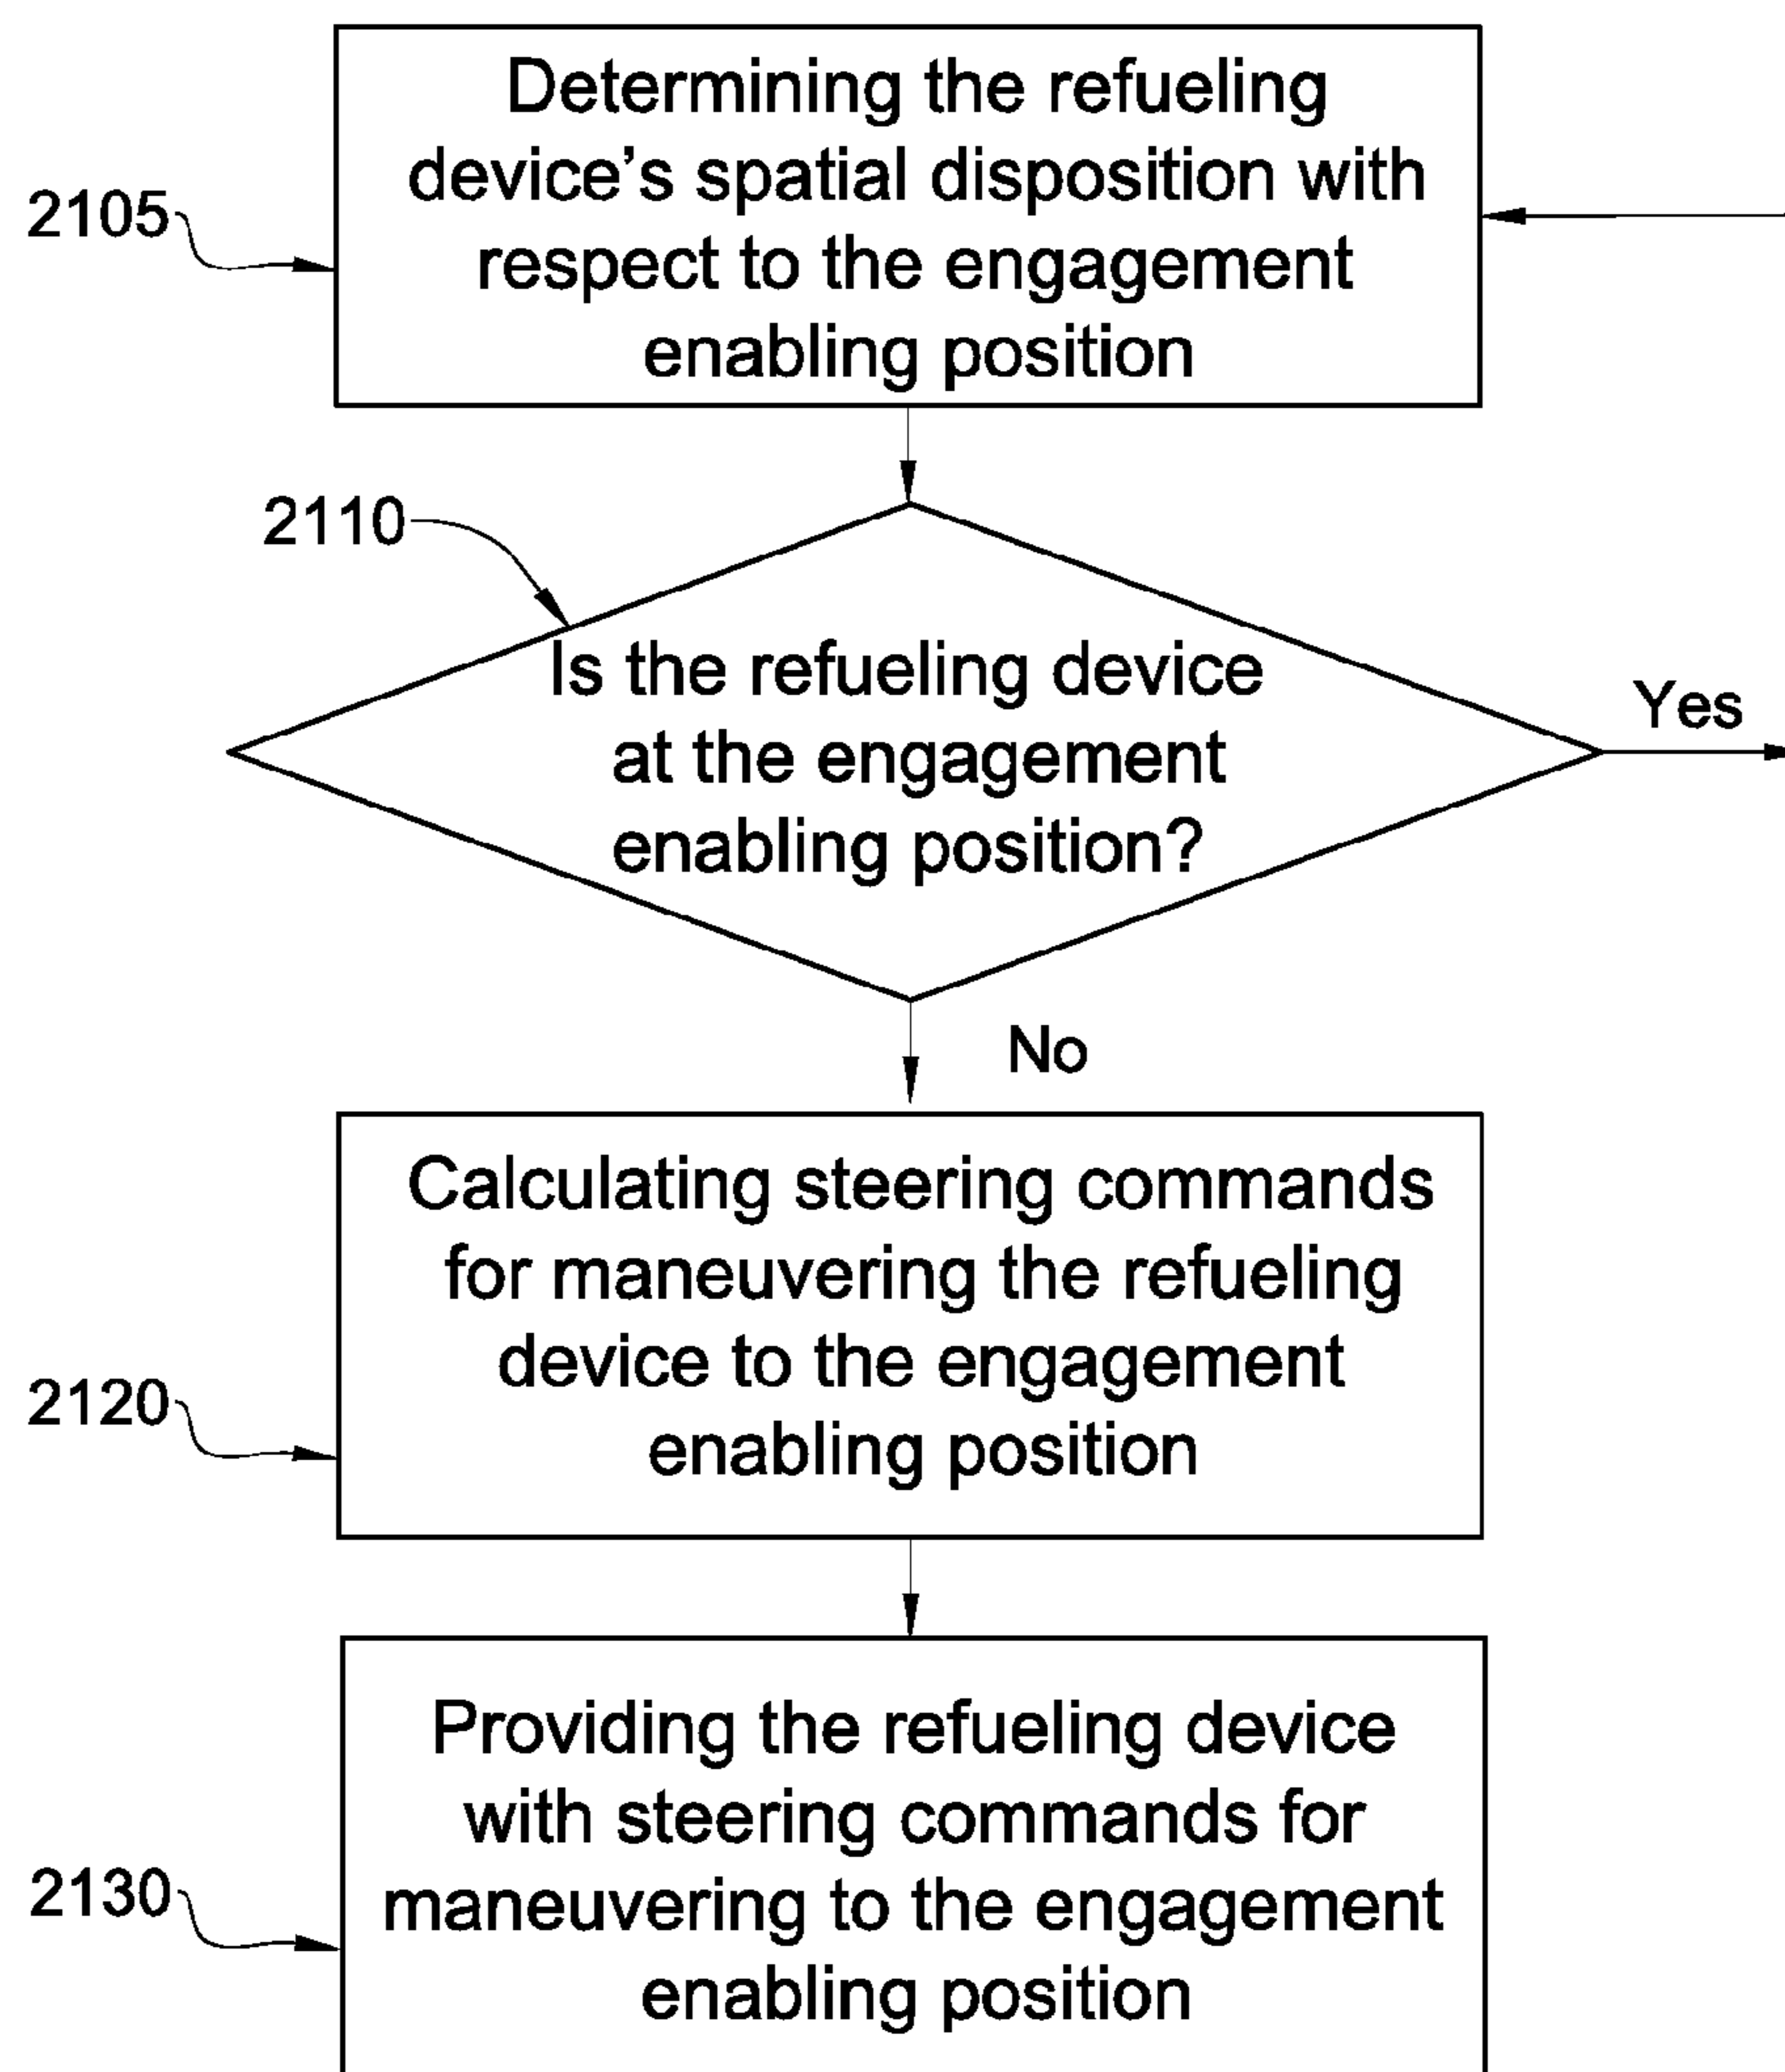 Determining the refueling
device's spatial disposition with
respect to the engagement
enabling position
2105
2110
Is the refueling device
at the engagement
enabling position?
Yes
No
Calculating steering commands
for maneuvering the refueling
device to the engagement
enabling position
2120
Providing the refueling device
with steering commands for
maneuvering to the engagement
enabling position
2130